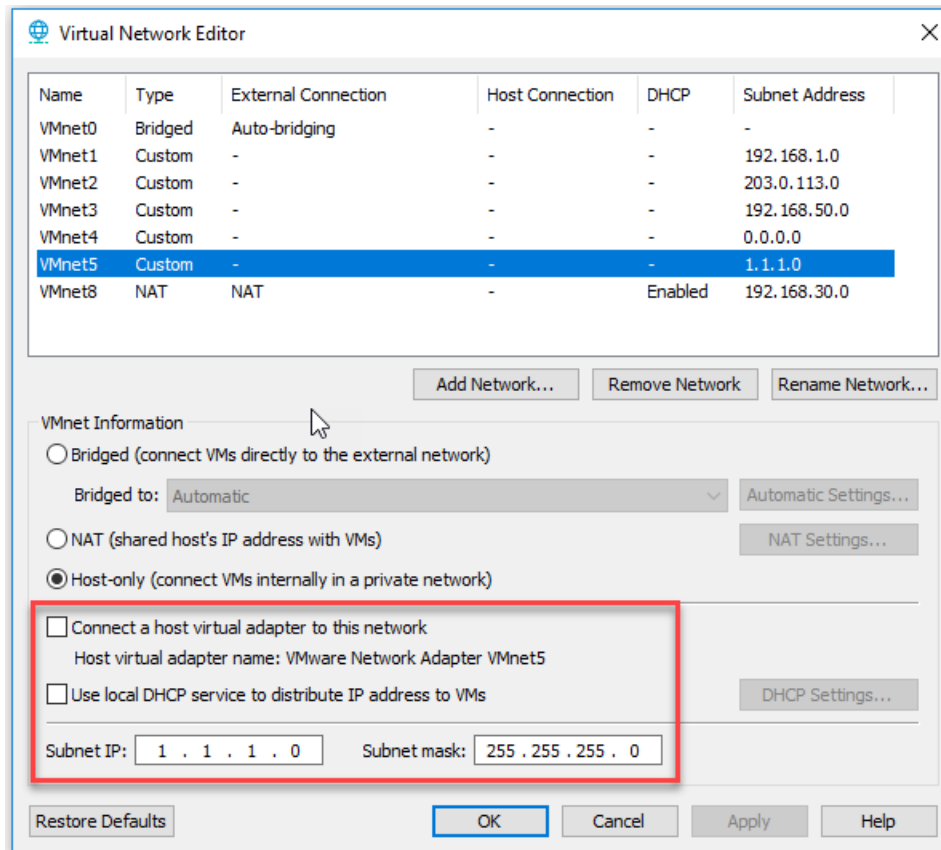 Virtual Network Editor
Name Type External Connection Host Connection DHCP Subnet Address
VMnet0 Bridged Auto-bridging - - -
VMnet1 Custom - - - 192.168.1.0
VMnet2 Custom - - - 203.0.113.0
VMnet3 Custom - - - 192.168.50.0
VMnet4 Custom - - - 0.0.0.0
VMnet5 Custom - - - 1.1.1.0
VMnet8 NAT NAT - Enabled 192.168.30.0
Add Network... Remove Network Rename Network...
VMnet Information
Bridged (connect VMs directly to the external network)
Bridged to: Automatic Automatic Settings...
NAT (shared host's IP address with VMs) NAT Settings...
Host-only (connect VMs internally in a private network)
Connect a host virtual adapter to this network
Host virtual adapter name: VMware Network Adapter VMnet5
Use local DHCP service to distribute IP address to VMs DHCP Settings...
Subnet IP: 1 . 1 . 1 . 0 Subnet mask: 255 . 255 . 255 . 0
Restore Defaults OK Cancel Apply Help